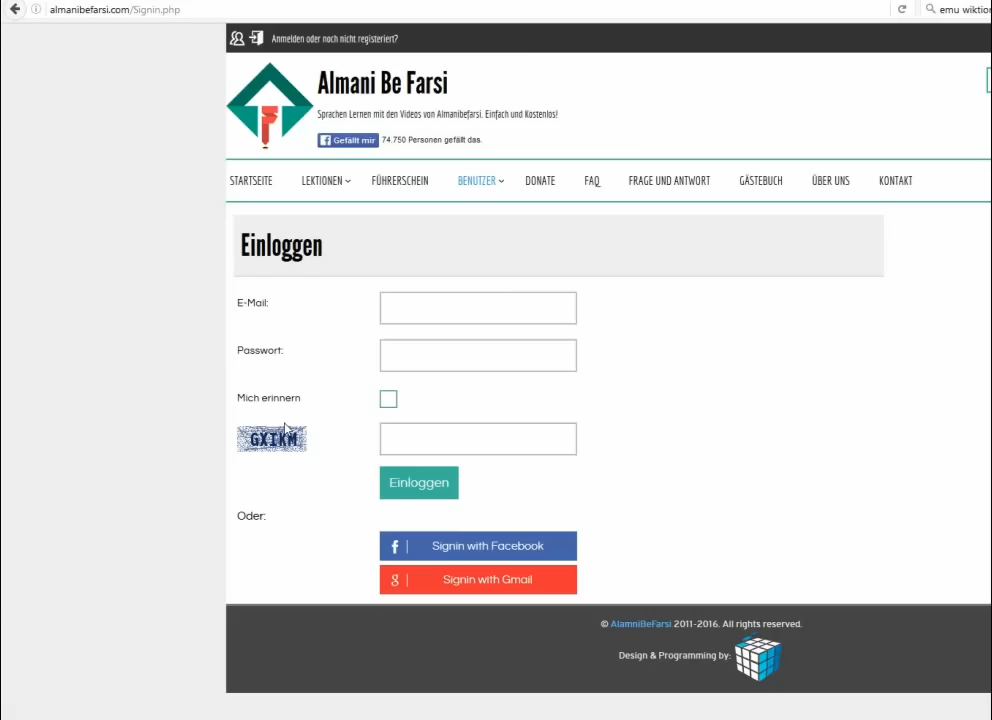 almanibefarsi.com/Signin.php
emu wiktion
Anmelden oder noch nicht registeriert?
Almani Be Farsi
Sprachen Lernen mit den Videos von Almanibefarsi. Einfach und Kostenlos!
Gefällt mir 74.750 Personen gefällt das.
STARTSEITE LEKTIONEN FÜHRERSCHEIN BENUTZER DONATE FAQ FRAGE UND ANTWORT GÄSTEBUCH ÜBER UNS KONTAKT
Einloggen
E-Mail:
Passwort:
Mich erinnern
GXIKM
Einloggen
Oder:
Signin with Facebook
Signin with Gmail
© AlamniBeFarsi 2011-2016. All rights reserved.
Design & Programming by: